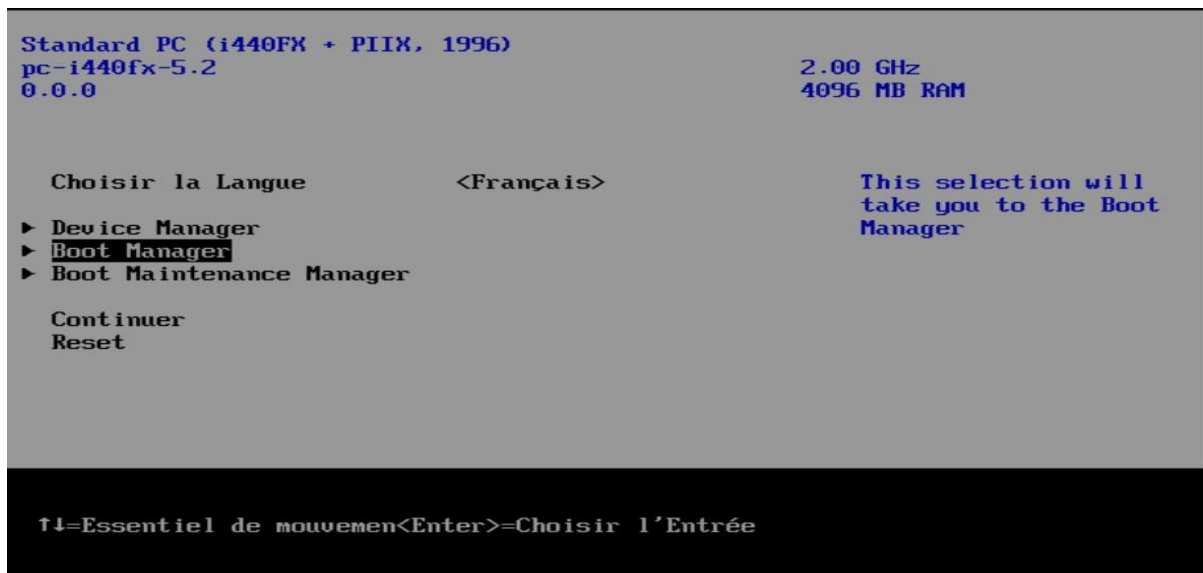 Standard PC (i440FX + PIIX, 1996)
pc-i440fx-5.2 2.00 GHz
0.0.0 4096 MB RAM
Choisir la Langue <Français> This selection will
take you to the Boot
▶ Device Manager Manager
▶ Boot Manager
▶ Boot Maintenance Manager
Continuer
Reset
↑↓=Essentiel de mouvemen<Enter>=Choisir l'Entrée